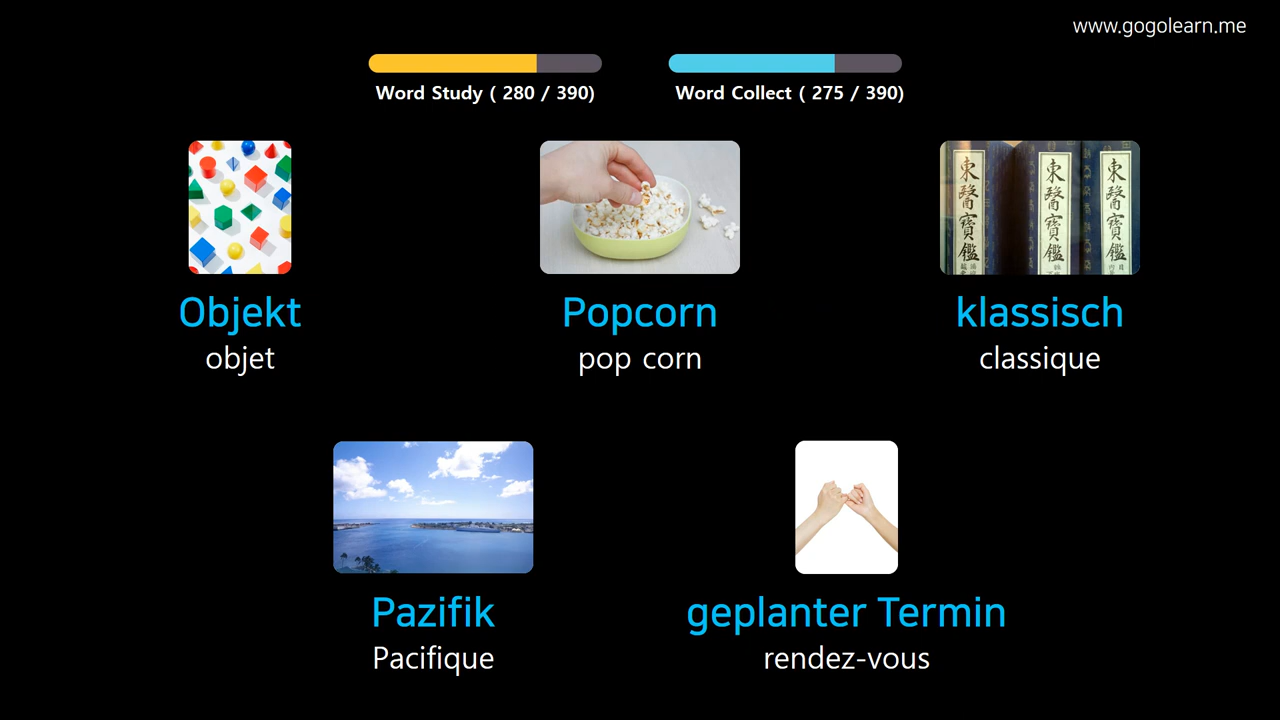 www.gogolearn.me
Word Study ( 280 / 390)
Word Collect ( 275 / 390)
東醫寶鑑
東醫寶鑑
東醫寶鑑
Objekt
objet
Popcorn
pop corn
klassisch
classique
Pazifik
Pacifique
geplanter Termin
rendez-vous